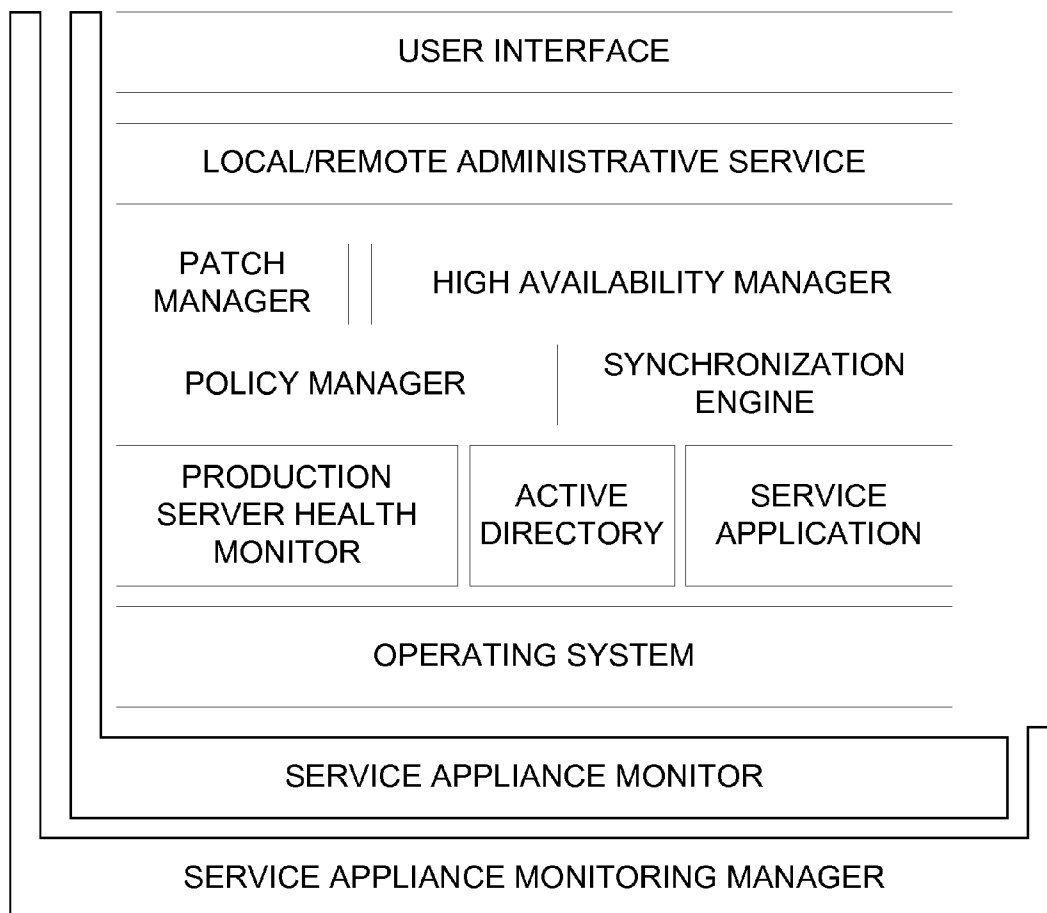 USER INTERFACE
LOCAL/REMOTE ADMINISTRATIVE SERVICE
PATCH
MANAGER
HIGH AVAILABILITY MANAGER
POLICY MANAGER
SYNCHRONIZATION
ENGINE
PRODUCTION
SERVER HEALTH
MONITOR
ACTIVE
DIRECTORY
SERVICE
APPLICATION
OPERATING SYSTEM
SERVICE APPLIANCE MONITOR
SERVICE APPLIANCE MONITORING MANAGER